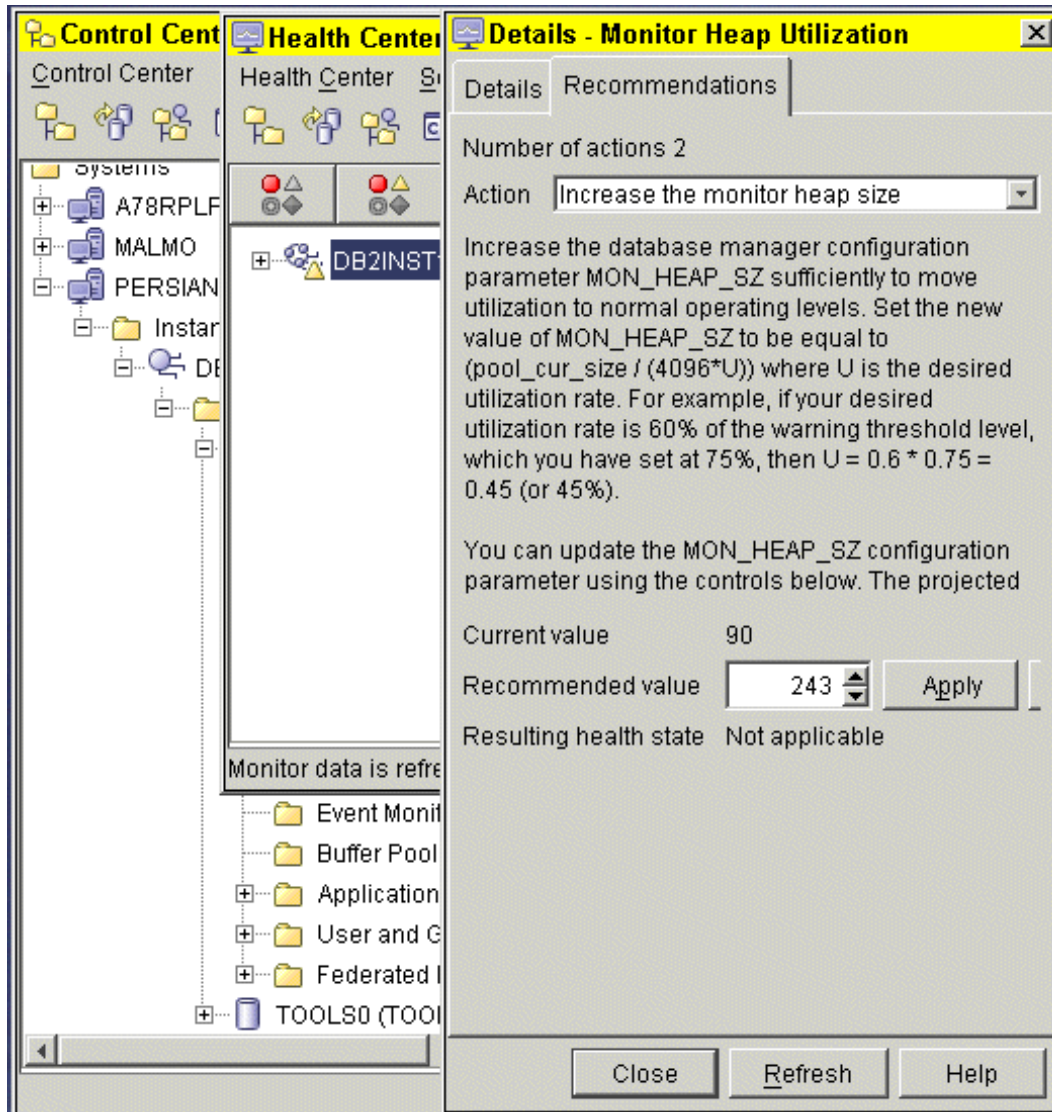 Control Cent
Control Center
Systems
A78RPLF
MALMO
PERSIAN
Instan
DB
Event Monit
Buffer Pool
Application
User and G
Federated
TOOLS0 (TOOL
Health Center
Health Center
DB2INST
Monitor data is refre
Details - Monitor Heap Utilization
Details Recommendations
Number of actions 2
Action Increase the monitor heap size
Increase the database manager configuration
parameter MON_HEAP_SZ sufficiently to move
utilization to normal operating levels. Set the new
value of MON_HEAP_SZ to be equal to
(pool_cur_size / (4096*U)) where U is the desired
utilization rate. For example, if your desired
utilization rate is 60% of the warning threshold level,
which you have set at 75%, then U = 0.6 * 0.75 =
0.45 (or 45%).
You can update the MON_HEAP_SZ configuration
parameter using the controls below. The projected
Current value 90
Recommended value 243 Apply
Resulting health state Not applicable
Close Refresh Help